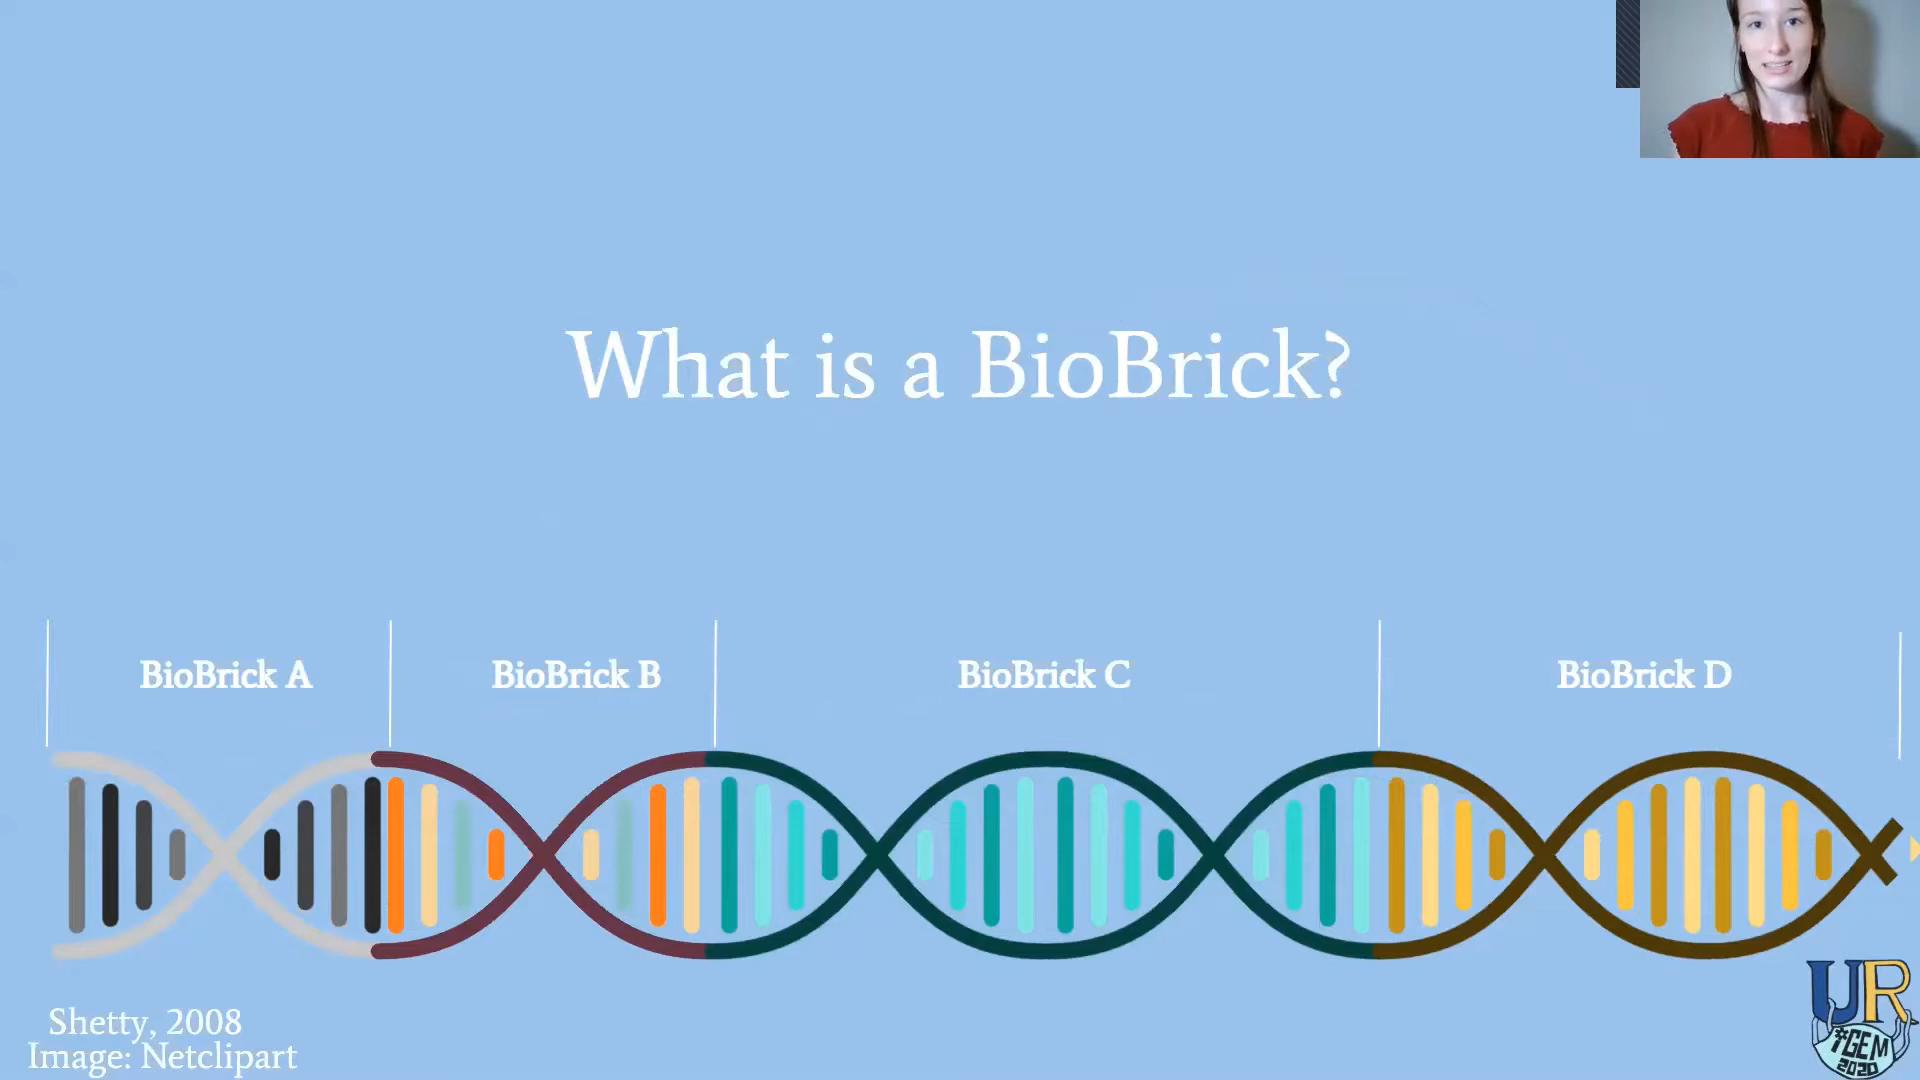 What is a BioBrick?
BioBrick A
BioBrick B
BioBrick C
BioBrick D
Shetty, 2008
Image: Netclipart
UR
iGEM
2020